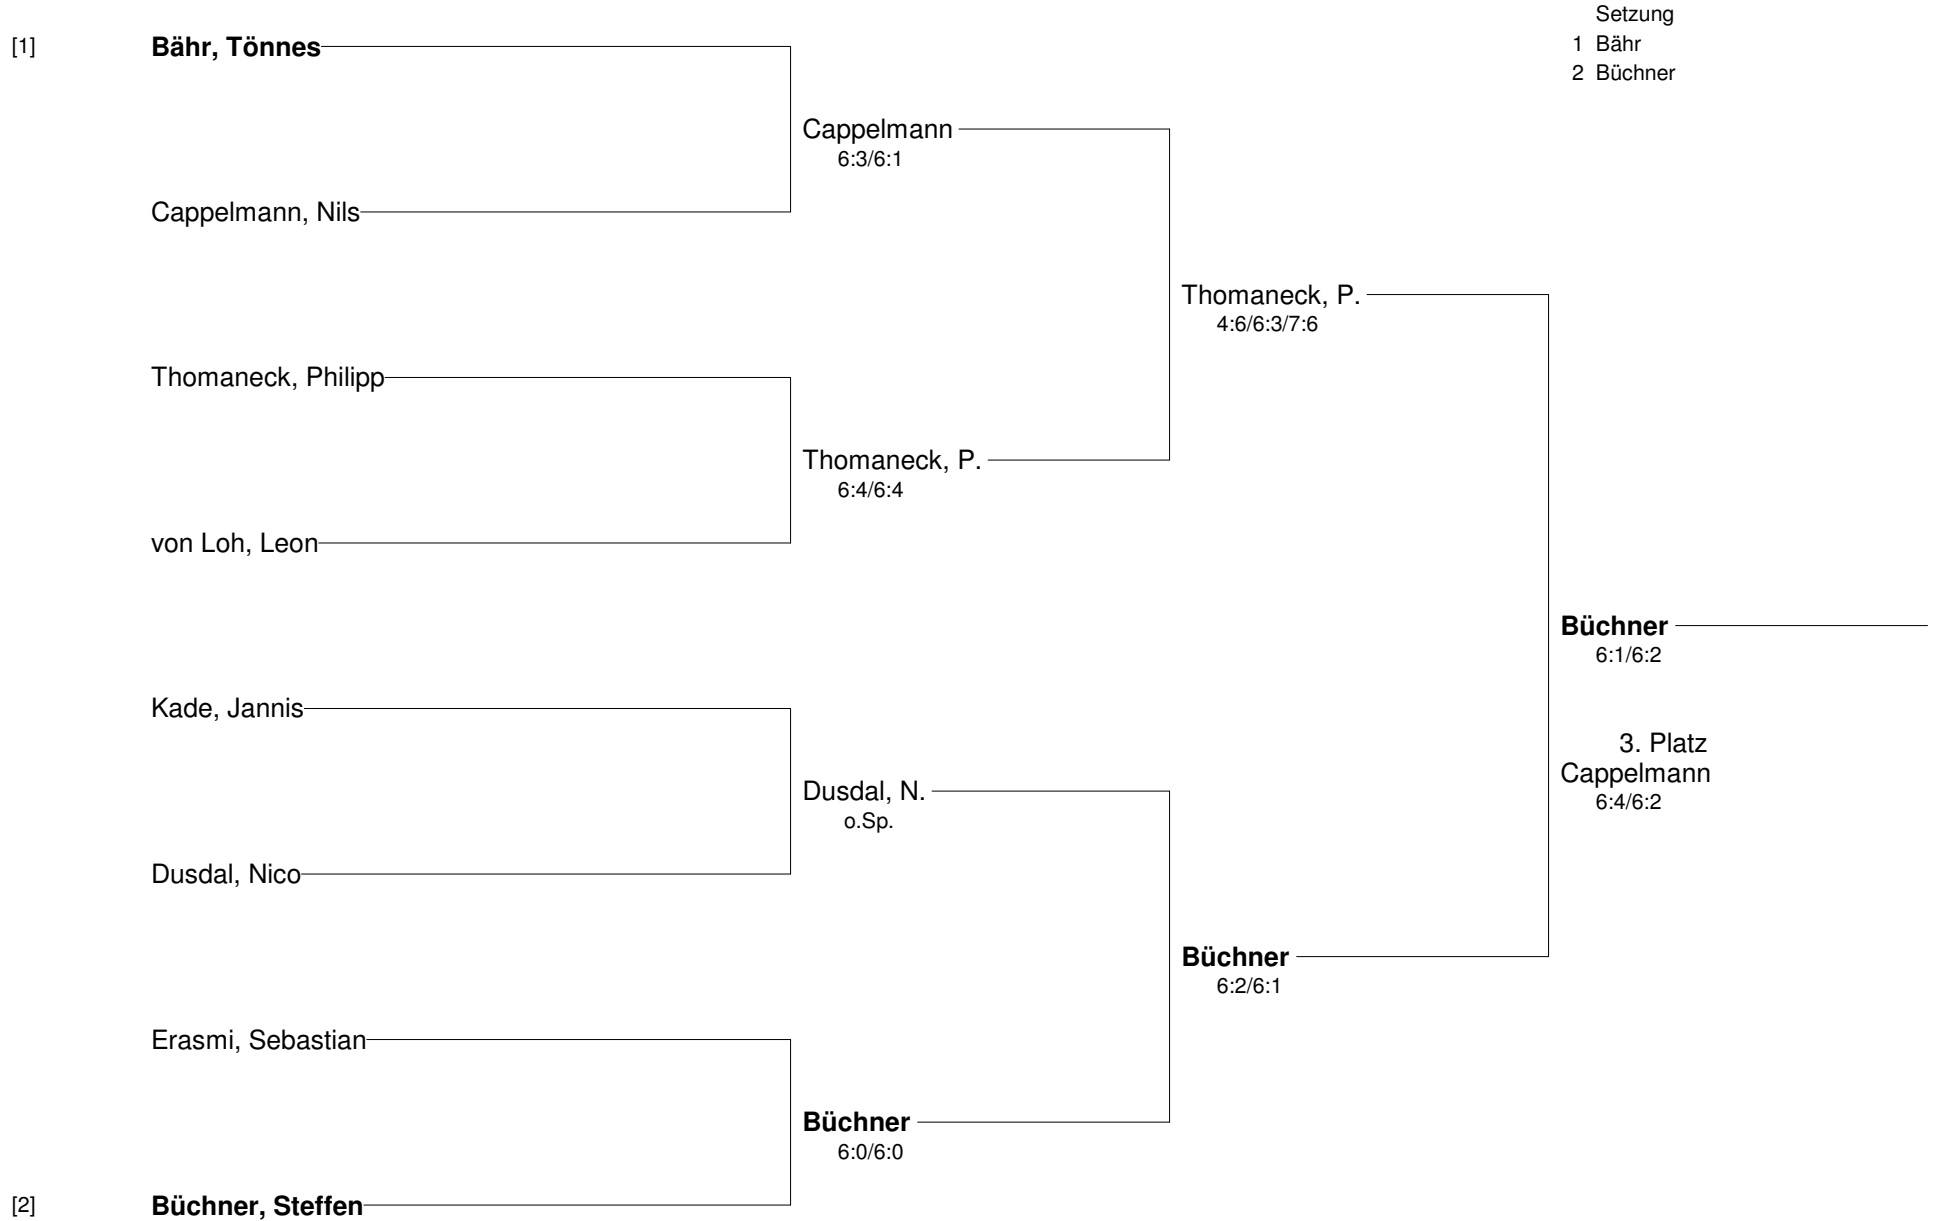 Setzung
[1] Bähr, Tönnes
1 Bähr
2 Büchner
Cappelmann
6:3/6:1
Cappelmann, Nils
Thomaneck, P.
4:6/6:3/7:6
Thomaneck, Philipp
Thomaneck, P.
6:4/6:4
von Loh, Leon
Büchner
6:1/6:2
Kade, Jannis
3. Platz
Cappelmann
6:4/6:2
Dusdal, N.
o.Sp.
Dusdal, Nico
Büchner
6:2/6:1
Erasmi, Sebastian
Büchner
6:0/6:0
[2] Büchner, Steffen